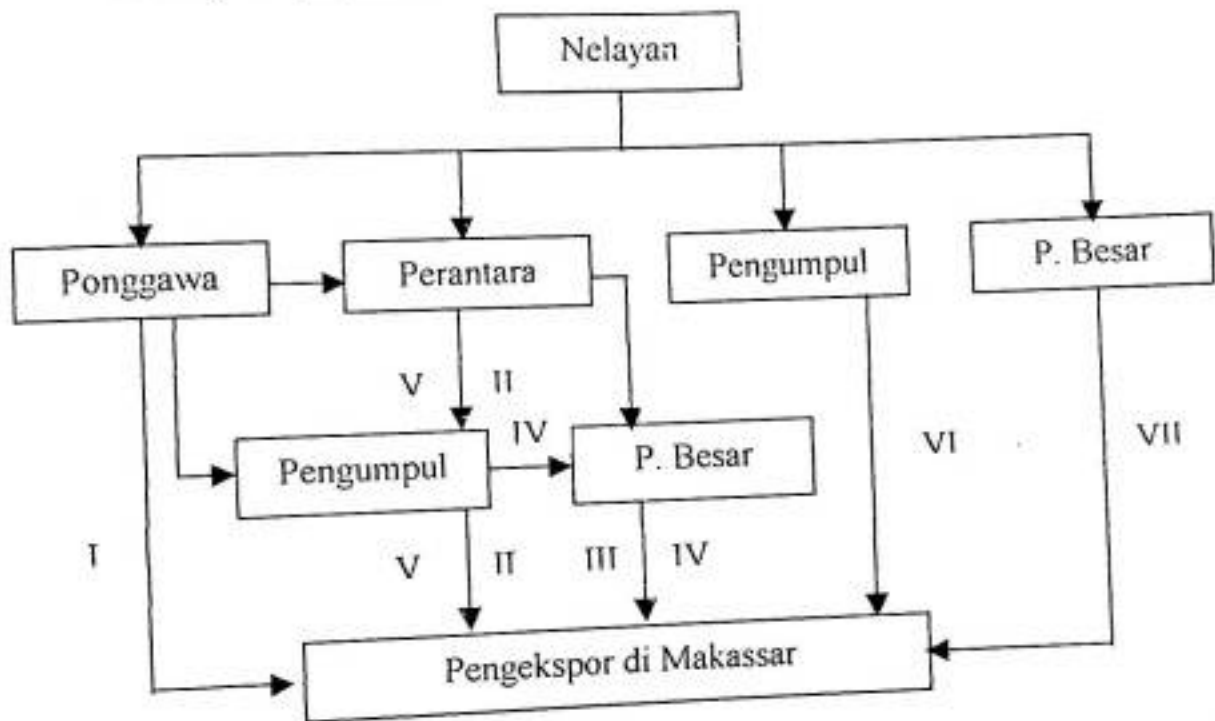 Nelayan
Ponggawa
Perantara
Pengumpul
P. Besar
V
II
IV
Pengumpul
P. Besar
VI
VII
I
V
II
III
IV
Pengekspor di Makassar